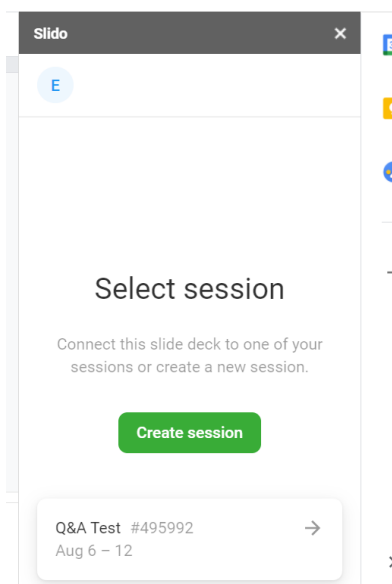 Slido
E
Select session
Connect this slide deck to one of your
sessions or create a new session.
Create session
Q&A Test #495992
Aug 6 – 12